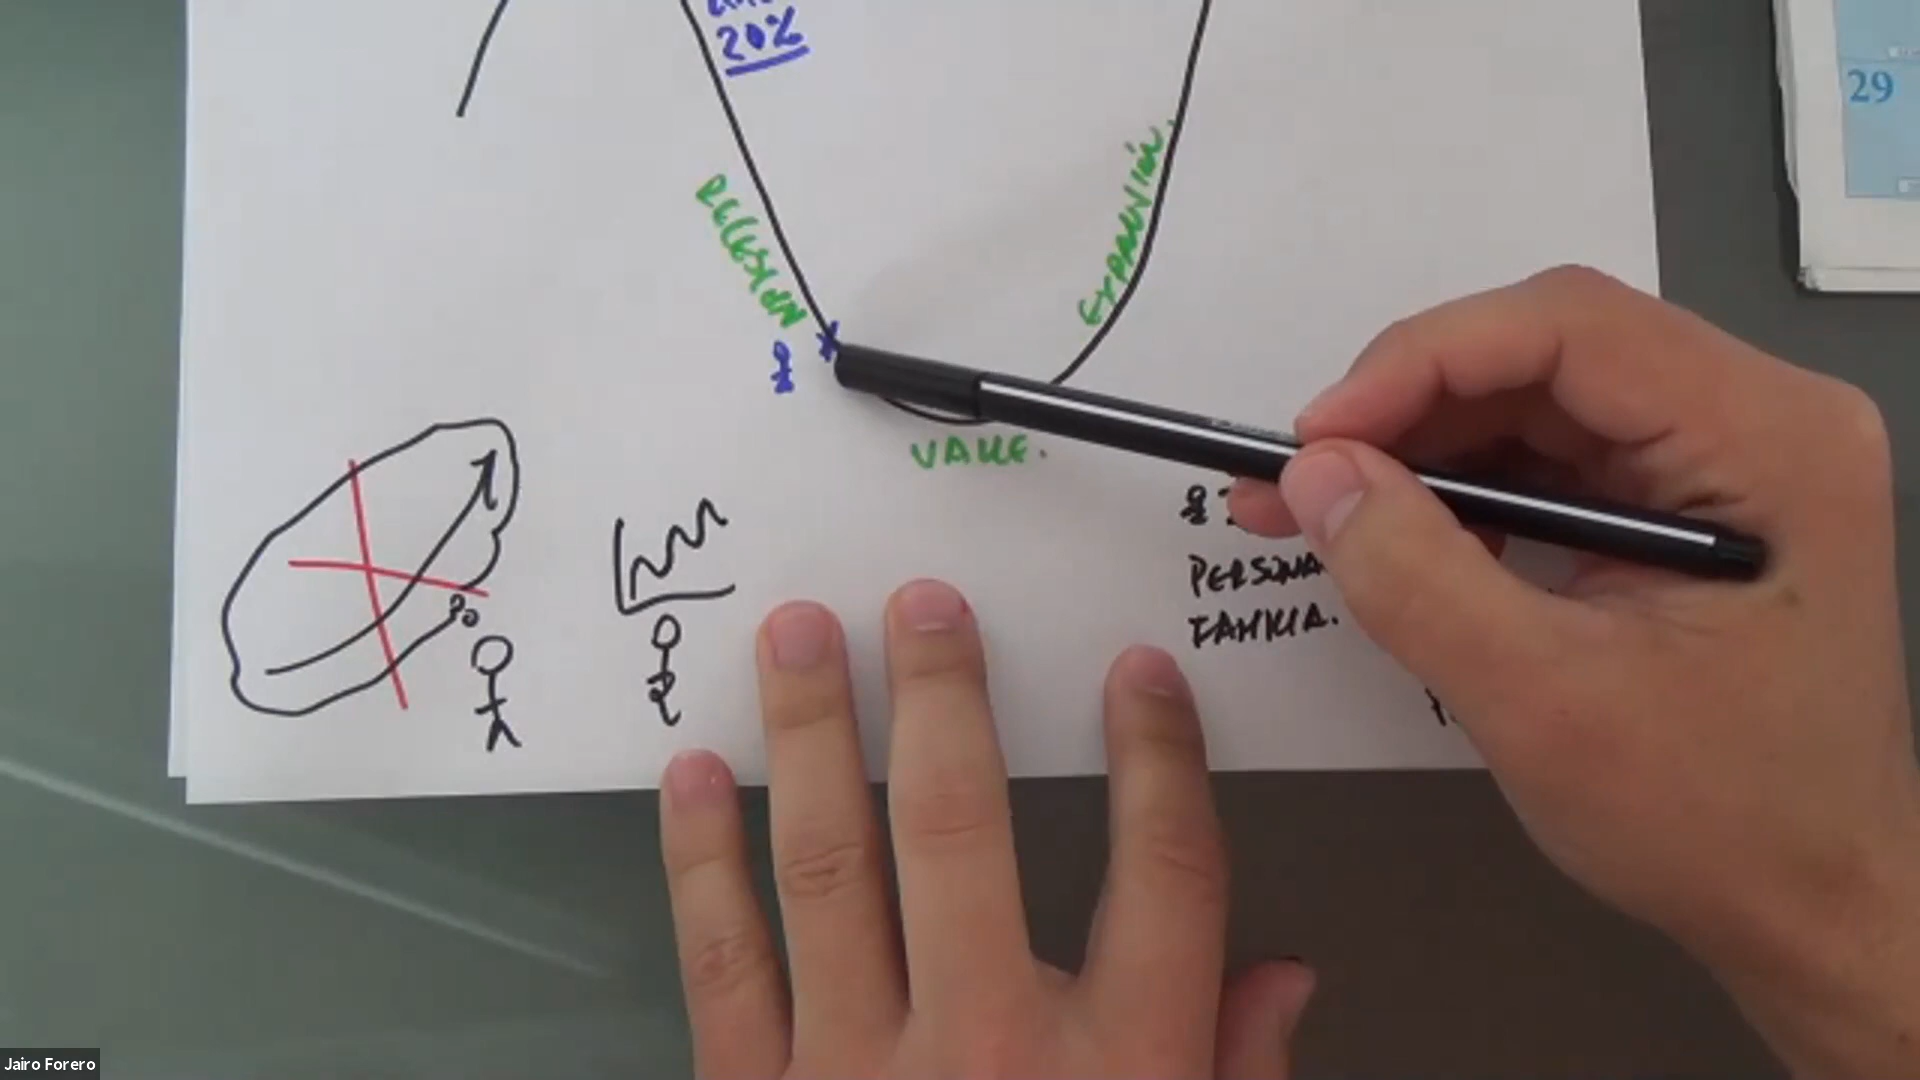 20%
29
RECESIÓN
EXPANSIÓN.
VALLE.
PERSONA
FAMILIA.
Jairo Forero